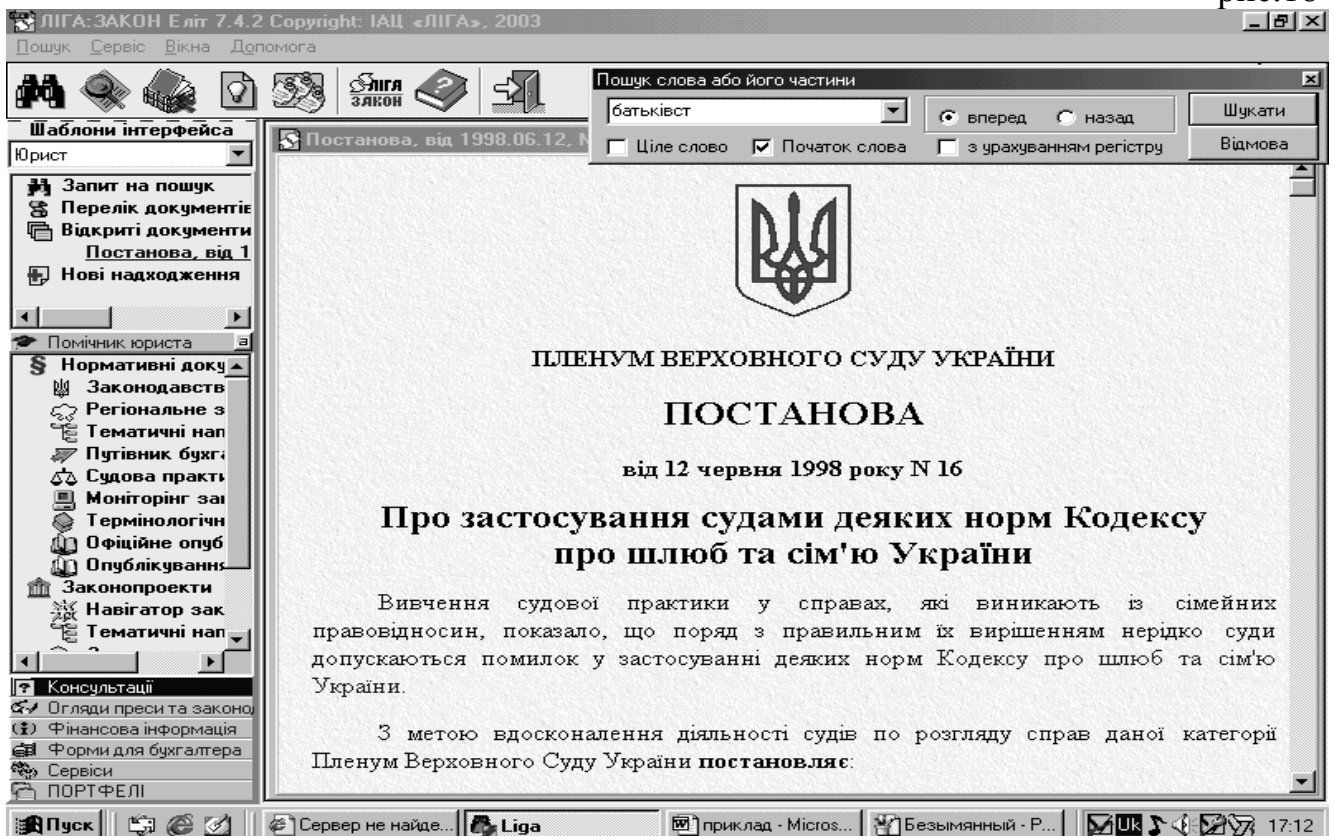 ЛІГА:ЗАКОН Еліт 7.4.2 Copyright: ІАЦ «ЛІГА», 2003
Пошук Сервіс Вікна Допомога
ЛІГА ЗАКОН
Пошук слова або його частини
батьківст
вперед назад
Шукати
Ціле слово Початок слова з урахуванням регістру
Відмова
Шаблони інтерфейса
Юрист
Запит на пошук
Перелік документів
Відкриті документи
Постанова, від 1
Нові надходження
Помічник юриста
Нормативні доку
Законодавств
Регіональне з
Тематичні нап
Путівник бухга
Судова практи
Моніторінг зак
Термінологічн
Офіційне опуб
Опублікування
Законопроекти
Навігатор зак
Тематичні нап
Консультації
Огляди преси та законод
Фінансова інформація
Форми для бухгалтера
Сервіси
ПОРТФЕЛІ
Постанова, від 1998.06.12, N
ПЛЕНУМ ВЕРХОВНОГО СУДУ УКРАЇНИ
ПОСТАНОВА
від 12 червня 1998 року N 16
Про застосування судами деяких норм Кодексу
про шлюб та сім'ю України
Вивчення судової практики у справах, які виникають із сімейних
правовідносин, показало, що поряд з правильним їх вирішенням нерідко суди
допускаються помилок у застосуванні деяких норм Кодексу про шлюб та сім'ю
України.
З метою вдосконалення діяльності судів по розгляду справ даної категорії
Пленум Верховного Суду України постановляє:
Пуск Сервер не найде... Liga приклад - Micros... Безымянный - Р... Uk 17:12